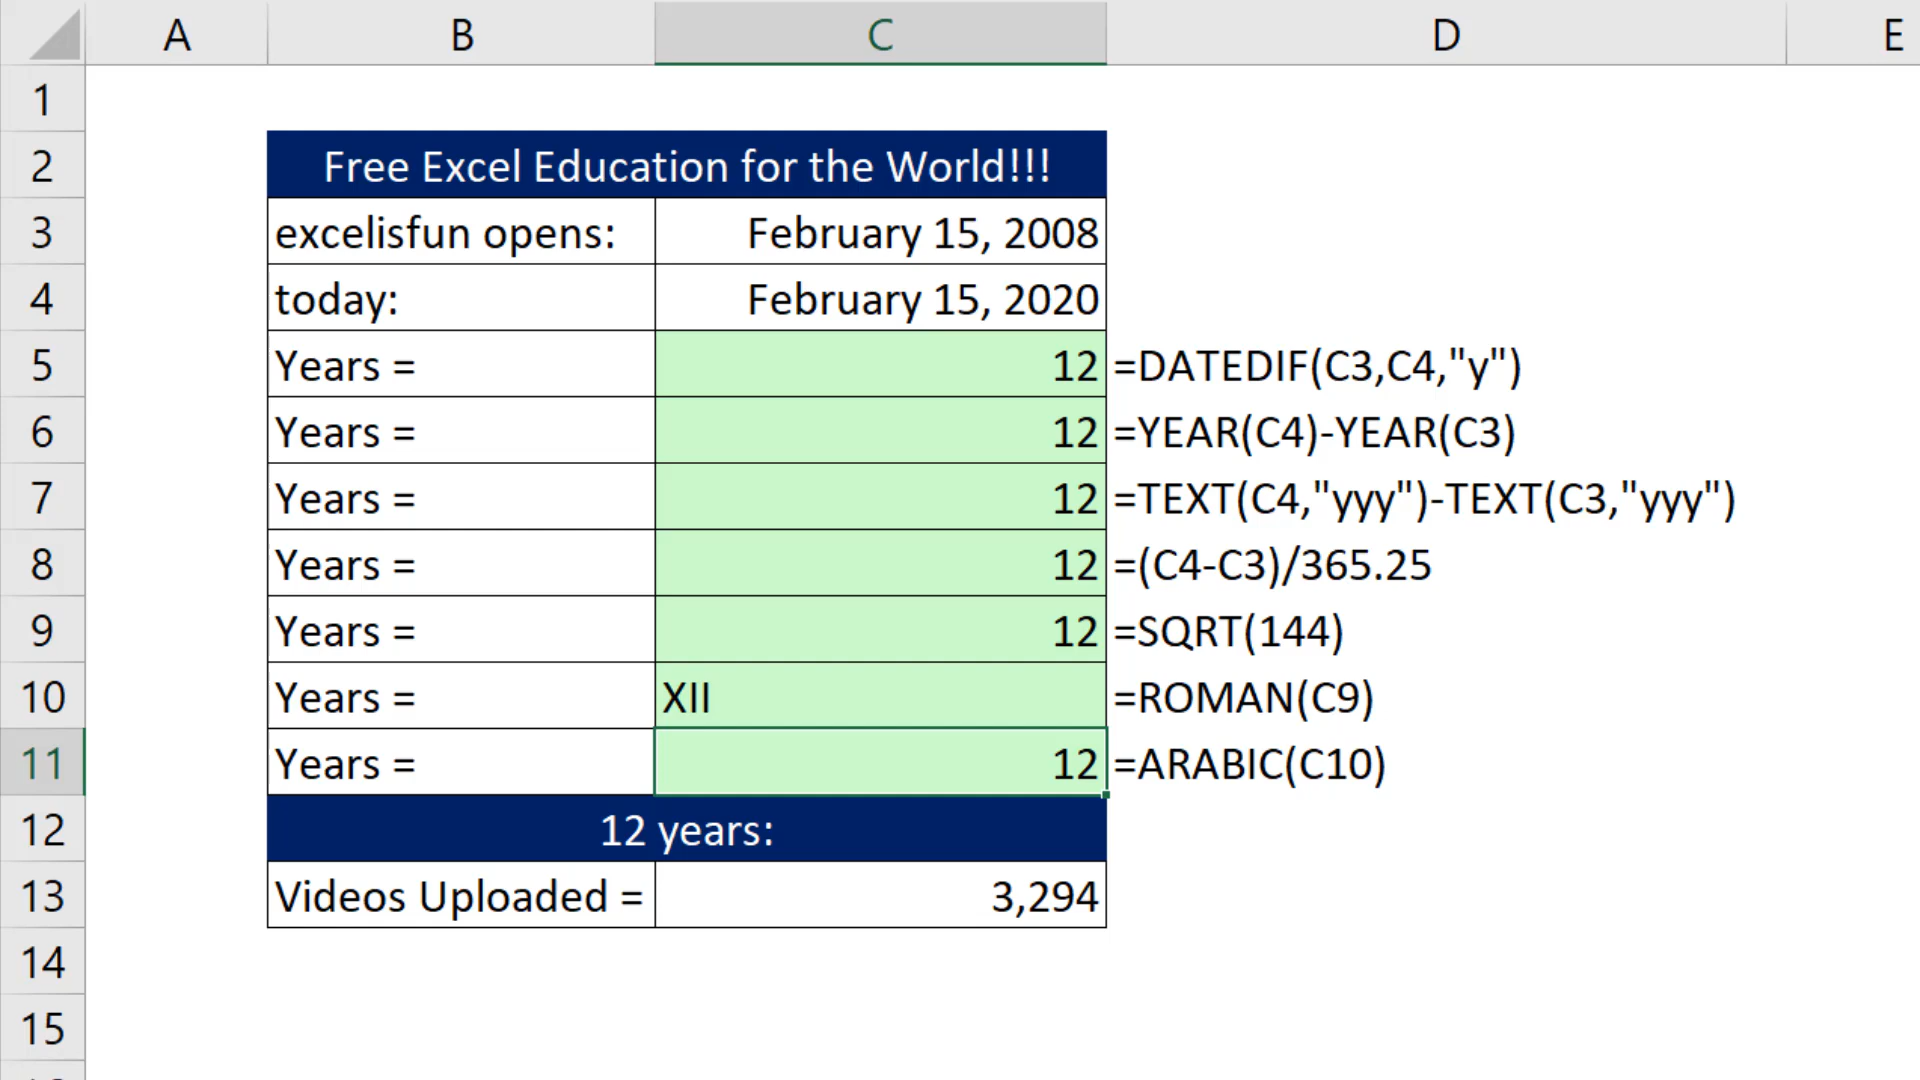 A B C D E
1
2 Free Excel Education for the World!!!
3 excelisfun opens: February 15, 2008
4 today: February 15, 2020
5 Years = 12 =DATEDIF(C3,C4,"y")
6 Years = 12 =YEAR(C4)-YEAR(C3)
7 Years = 12 =TEXT(C4,"yyy")-TEXT(C3,"yyy")
8 Years = 12 =(C4-C3)/365.25
9 Years = 12 =SQRT(144)
10 Years = XII =ROMAN(C9)
11 Years = 12 =ARABIC(C10)
12 12 years:
13 Videos Uploaded = 3,294
14
15